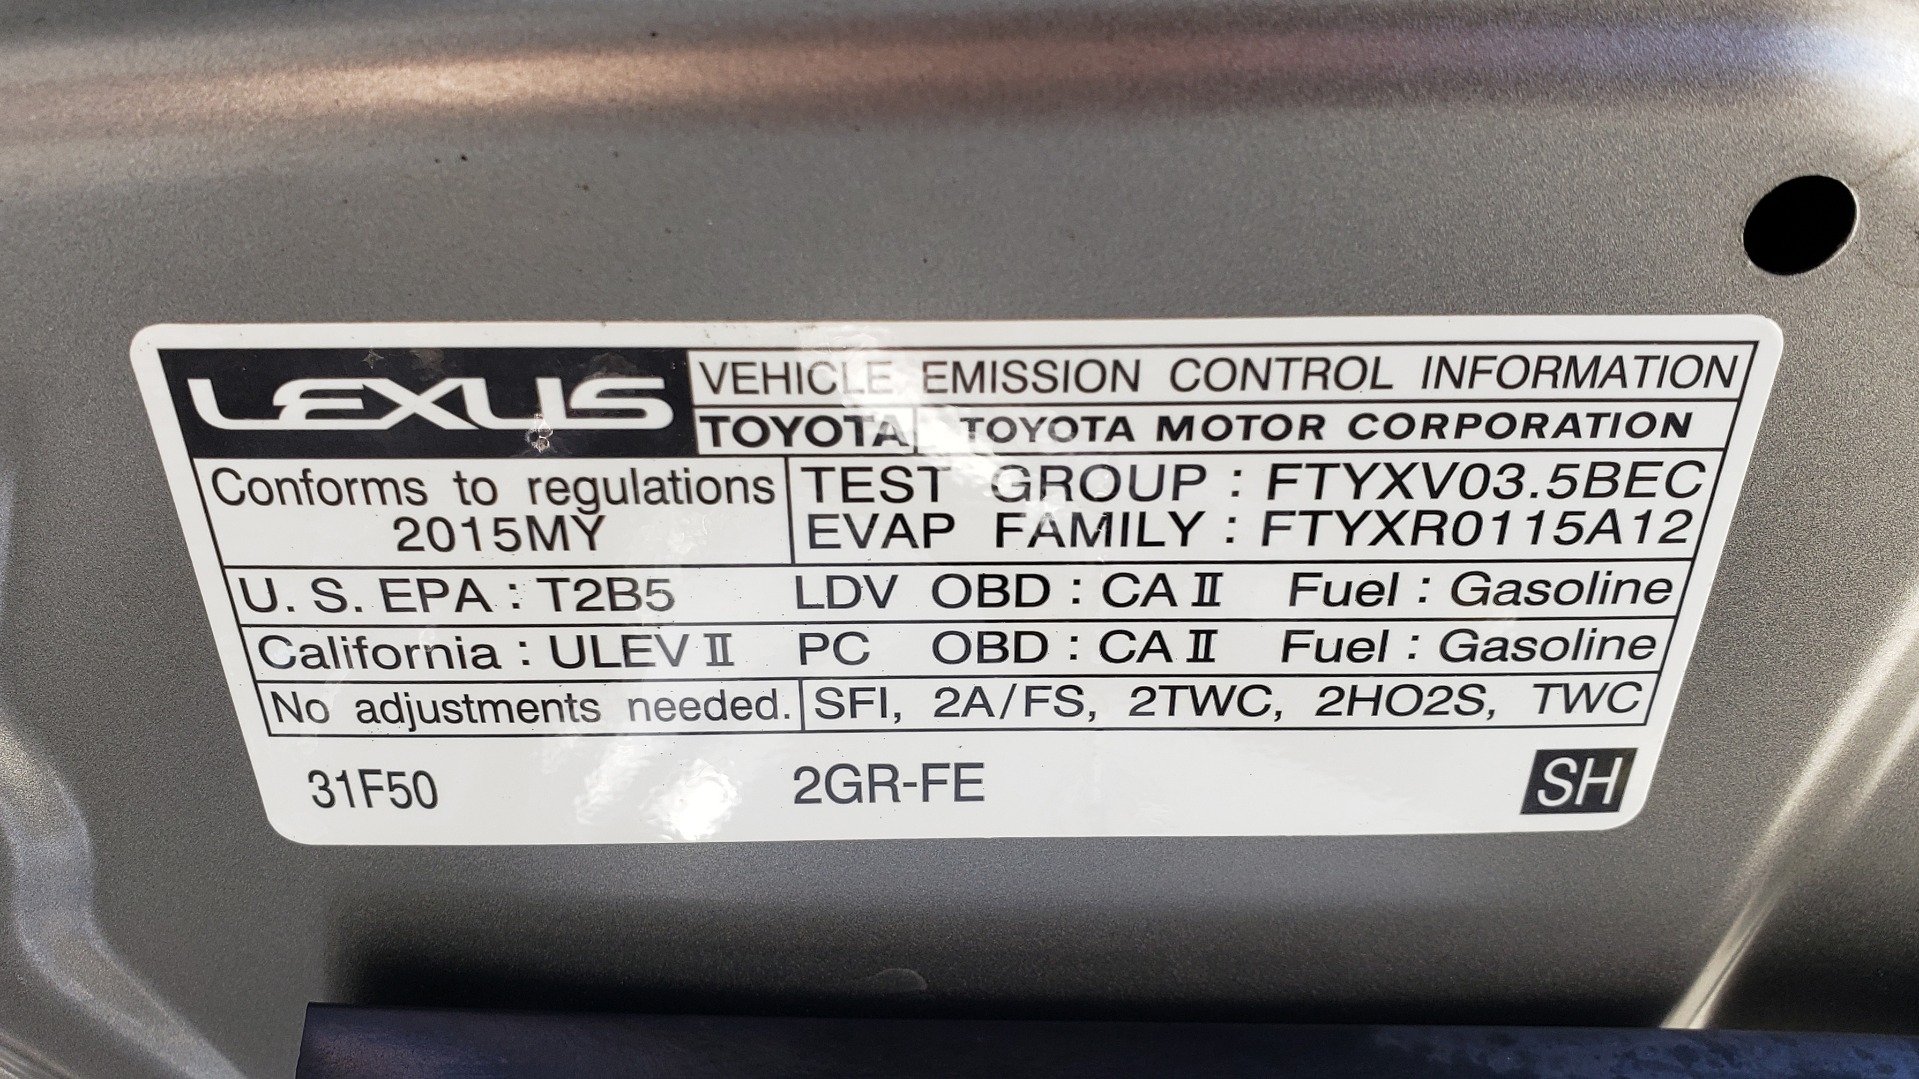 LEXUS
VEHICLE EMISSION CONTROL INFORMATION
TOYOTA TOYOTA MOTOR CORPORATION
Conforms to regulations
2015MY
TEST GROUP : FTYXV03.5BEC
EVAP FAMILY : FTYXR0115A12
U. S. EPA : T2B5 LDV OBD : CA II Fuel : Gasoline
California : ULEV II PC OBD : CA II Fuel : Gasoline
No adjustments needed. SFI, 2A/FS, 2TWC, 2HO2S, TWC
31F50 2GR-FE SH